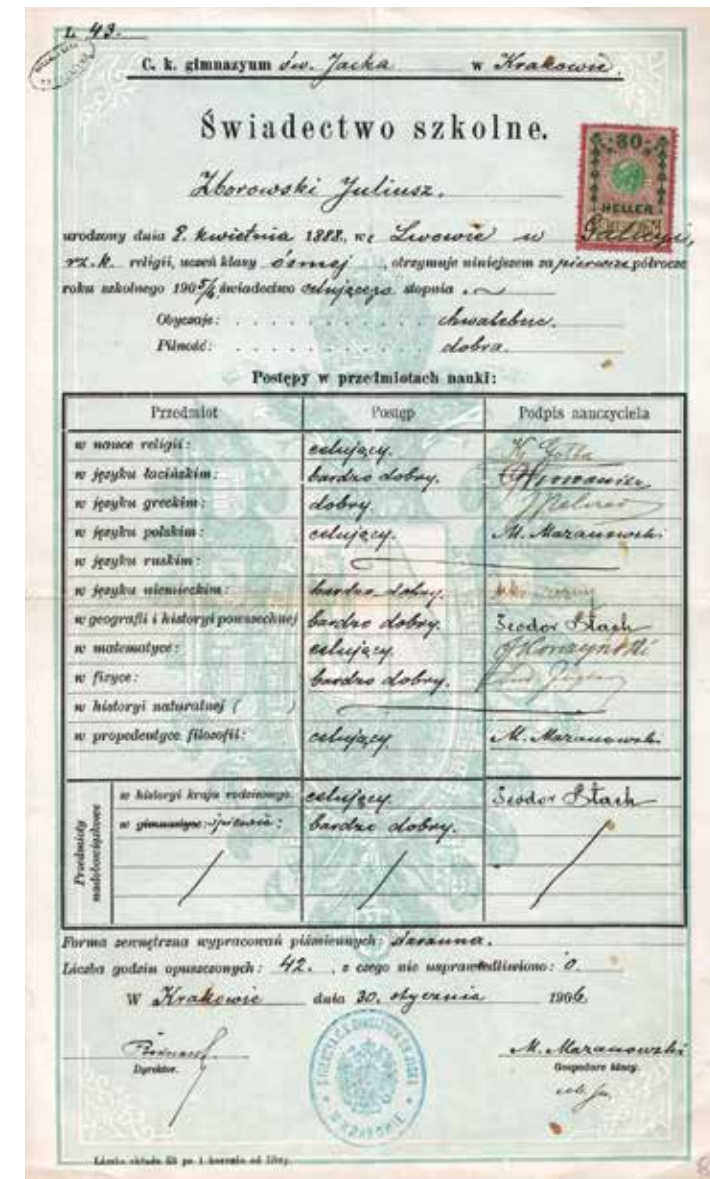 L. 43.
C. k. gimnazyum św. Jacka w Krakowie.
Świadectwo szkolne.
80
HELLER
Zborowski Juliusz.
urodzony dnia 8. kwietnia 1888., we Lwowie w Galicyi,
rz. k. religii, uczeń klasy ósmej, otrzymuje niniejszem za pierwsze półrocze
roku szkolnego 1905/6 świadectwo celującego stopnia.
Obyczaje: chwalebne.
Pilność: dobra.
Postępy w przedmiotach nauki:
Przedmiot Postęp Podpis nauczyciela
w nauce religii: celujący.
w języku łacińskim: bardzo dobry.
w języku greckim: dobry.
w języku polskim: celujący. M. Mazanowski
w języku ruskim:
w języku niemieckim: bardzo dobry.
w geografii i historyi powszechnej bardzo dobry. Teodor Stach
w matematyce: celujący.
w fizyce: bardzo dobry.
w historyi naturalnej ( )
w propedeutyce filozofii: celujący. M. Mazanowski
Przedmioty nadobowiązkowe
w historyi kraju rodzinnego. celujący. Teodor Stach
w gimnastyce: śpiewie: bardzo dobry.
Forma zewnętrzna wypracowań piśmiennych: staranna.
Liczba godzin opuszczonych: 42., z czego nie usprawiedliwiono: 0.
W Krakowie dnia 30. stycznia 1906.
M. Mazanowski
Dyrektor. Gospodarz klasy.
W KRAKOWIE